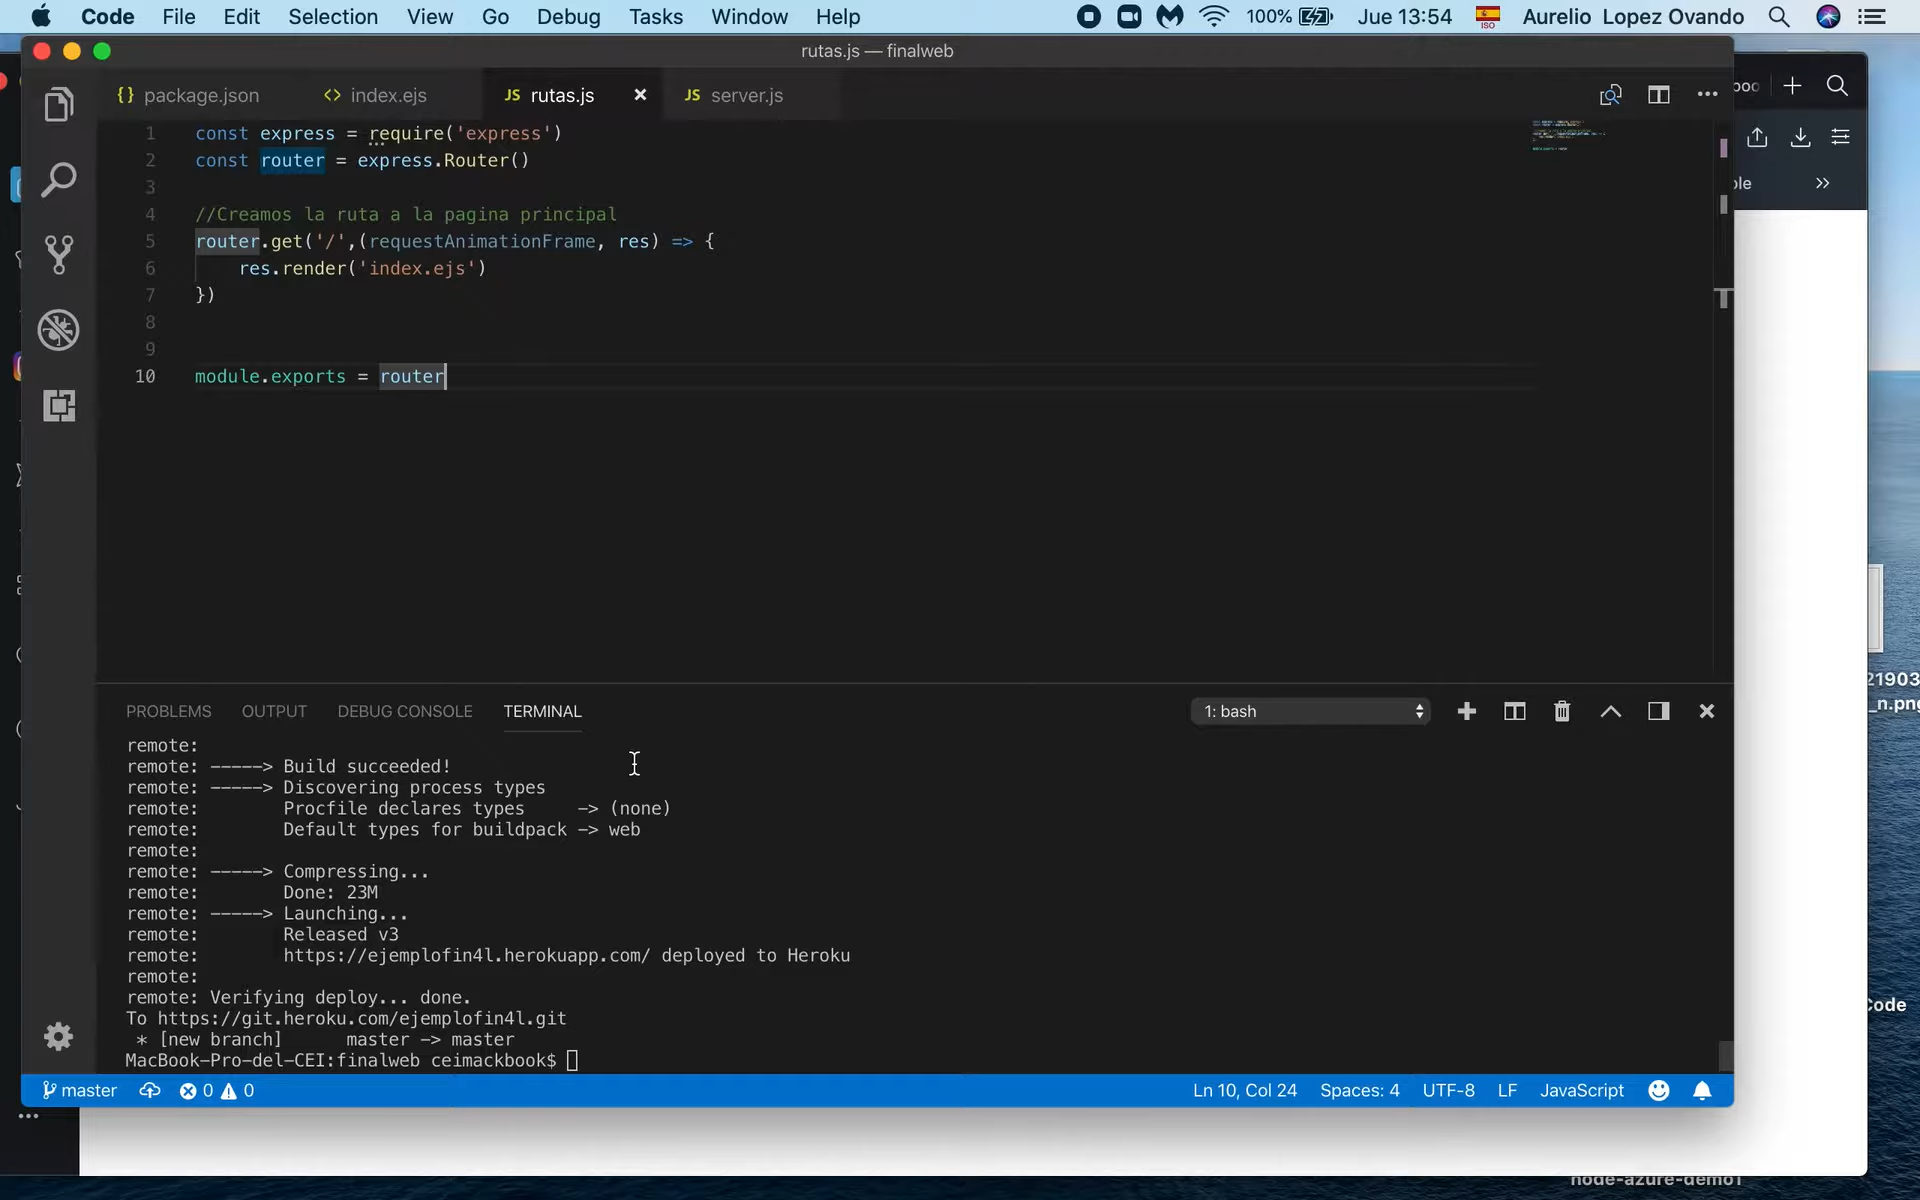 Code File Edit Selection View Go Debug Tasks Window Help 100% Jue 13:54 ISO Aurelio Lopez Ovando
rutas.js — finalweb
{} package.json <> index.ejs JS rutas.js × JS server.js
1 const express = require('express')
2 const router = express.Router()
3
4 //Creamos la ruta a la pagina principal
5 router.get('/',(requestAnimationFrame, res) => {
6 res.render('index.ejs')
7 })
8
9
10 module.exports = router
PROBLEMS OUTPUT DEBUG CONSOLE TERMINAL 1: bash
remote:
remote: -----> Build succeeded!
remote: -----> Discovering process types
remote: Procfile declares types -> (none)
remote: Default types for buildpack -> web
remote:
remote: -----> Compressing...
remote: Done: 23M
remote: -----> Launching...
remote: Released v3
remote: https://ejemplofin4l.herokuapp.com/ deployed to Heroku
remote:
remote: Verifying deploy... done.
To https://git.heroku.com/ejemplofin4l.git
* [new branch] master -> master
MacBook-Pro-del-CEI:finalweb ceimackbook$
master 0 0 Ln 10, Col 24 Spaces: 4 UTF-8 LF JavaScript
21903
_n.png
Code
node-azure-demo1